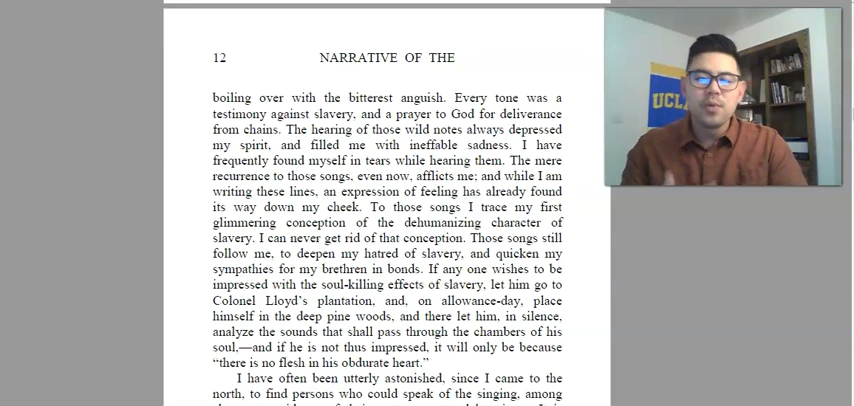 12 NARRATIVE OF THE
boiling over with the bitterest anguish. Every tone was a
testimony against slavery, and a prayer to God for deliverance
from chains. The hearing of those wild notes always depressed
my spirit, and filled me with ineffable sadness. I have
frequently found myself in tears while hearing them. The mere
recurrence to those songs, even now, afflicts me; and while I am
writing these lines, an expression of feeling has already found
its way down my cheek. To those songs I trace my first
glimmering conception of the dehumanizing character of
slavery. I can never get rid of that conception. Those songs still
follow me, to deepen my hatred of slavery, and quicken my
sympathies for my brethren in bonds. If any one wishes to be
impressed with the soul-killing effects of slavery, let him go to
Colonel Lloyd's plantation, and, on allowance-day, place
himself in the deep pine woods, and there let him, in silence,
analyze the sounds that shall pass through the chambers of his
soul,—and if he is not thus impressed, it will only be because
“there is no flesh in his obdurate heart.”
I have often been utterly astonished, since I came to the
north, to find persons who could speak of the singing, among
UCL